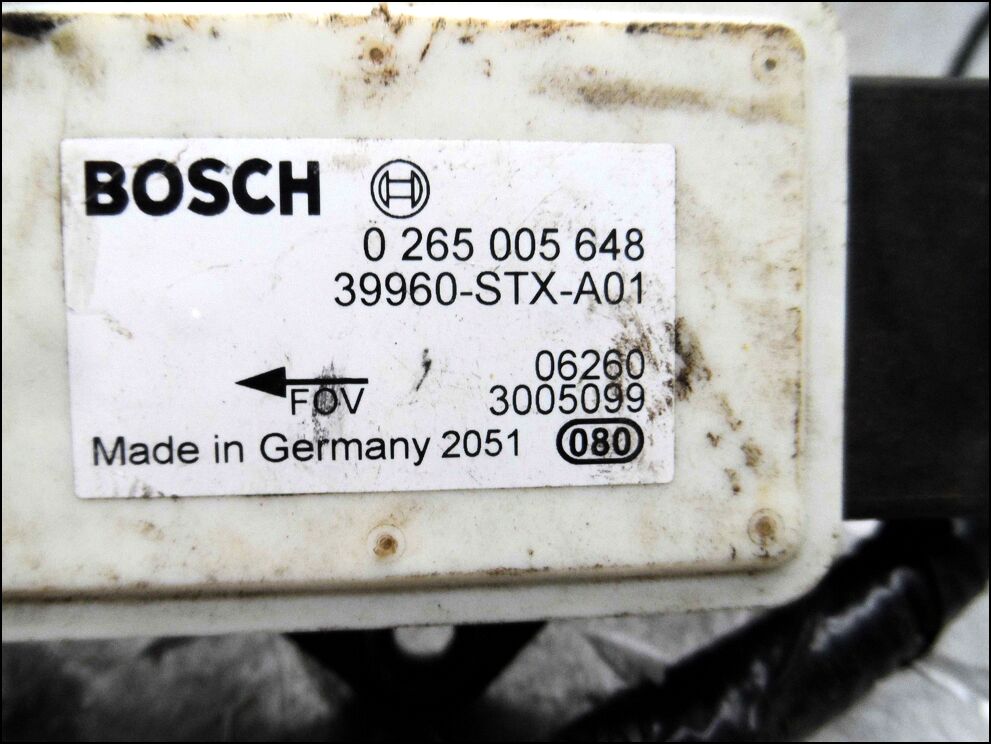 BOSCH
0 265 005 648
39960-STX-A01
06260
FOV 3005099
Made in Germany 2051 080